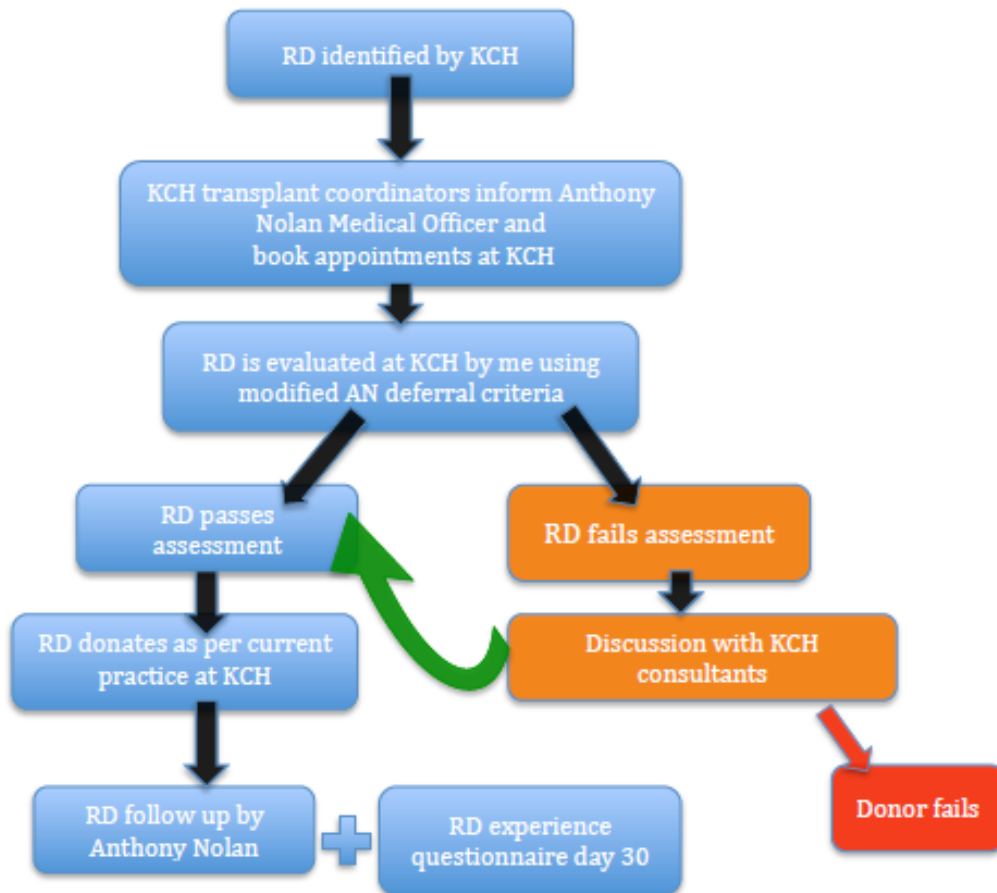 RD identified by KCH
KCH transplant coordinators inform Anthony
Nolan Medical Officer and
book appointments at KCH
RD is evaluated at KCH by me using
modified AN deferral criteria
RD passes
assessment
RD fails assessment
RD donates as per current
practice at KCH
Discussion with KCH
consultants
RD follow up by
Anthony Nolan
RD experience
questionnaire day 30
Donor fails